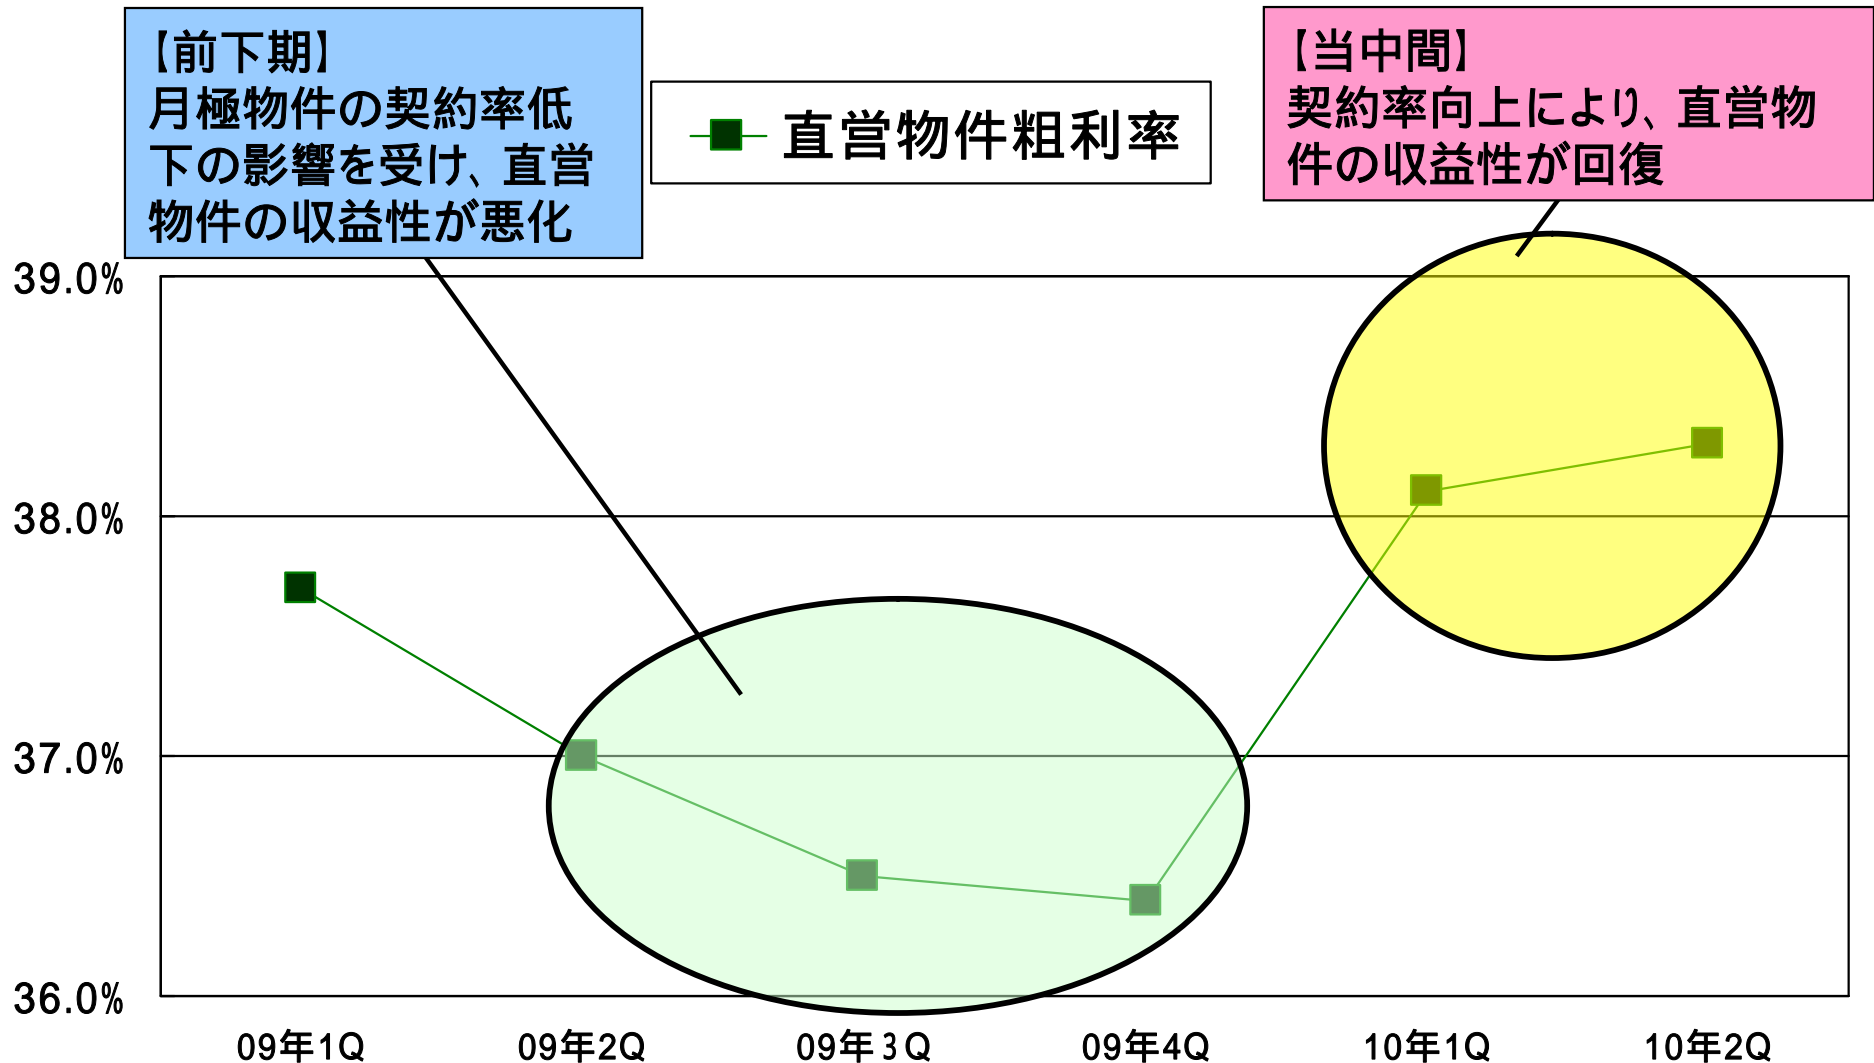 【前下期】
月極物件の契約率低
下の影響を受け、直営
物件の収益性が悪化
直営物件粗利率
【当中間】
契約率向上により、直営物
件の収益性が回復
39.0%
38.0%
37.0%
36.0%
09年1Q 09年2Q 09年3Q 09年4Q 10年1Q 10年2Q